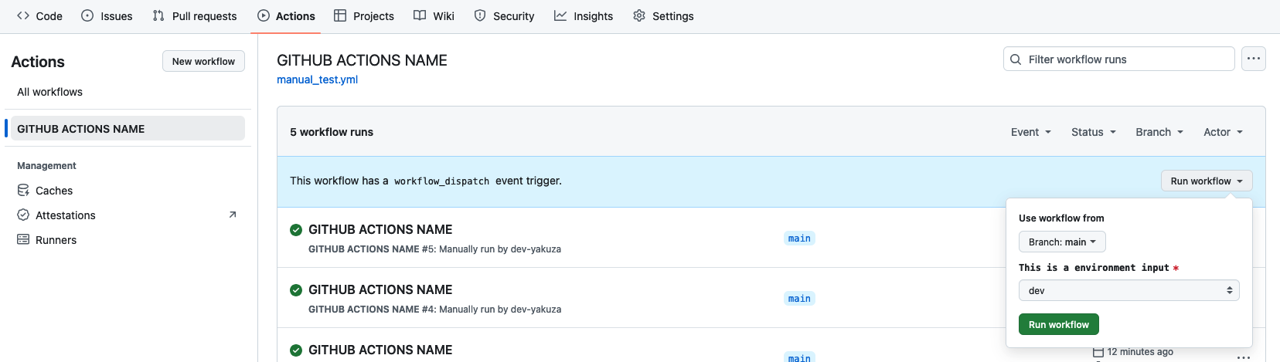 Code Issues Pull requests Actions Projects Wiki Security Insights Settings
Actions
New workflow
All workflows
GITHUB ACTIONS NAME
Management
Caches
Attestations
Runners
GITHUB ACTIONS NAME
manual_test.yml
Filter workflow runs
5 workflow runs
Event Status Branch Actor
This workflow has a workflow_dispatch event trigger.
Run workflow
Use workflow from
Branch: main
This is a environment input *
dev
Run workflow
GITHUB ACTIONS NAME
GITHUB ACTIONS NAME #5: Manually run by dev-yakuza
main
GITHUB ACTIONS NAME
GITHUB ACTIONS NAME #4: Manually run by dev-yakuza
main
GITHUB ACTIONS NAME
main
12 minutes ago